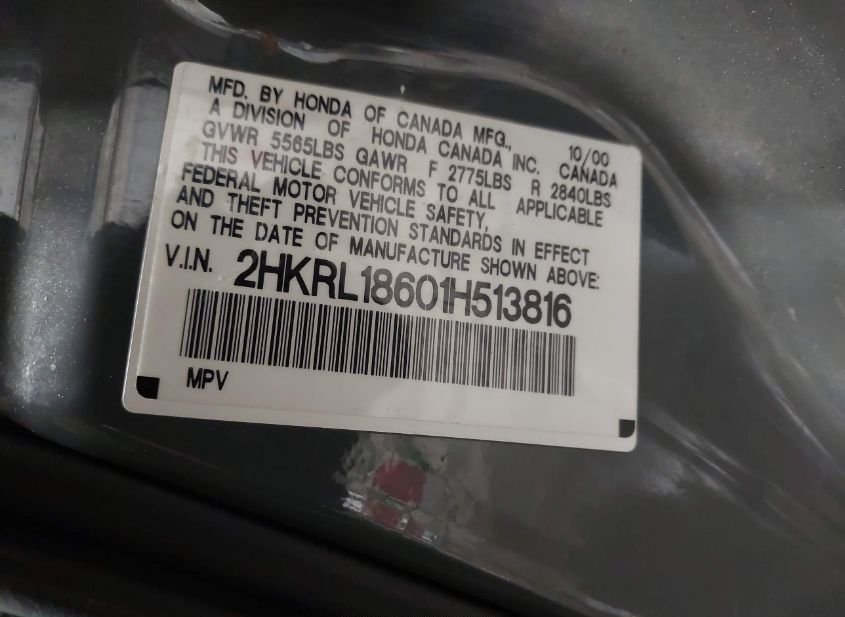 MFD. BY HONDA OF CANADA MFG., 10/00
A DIVISION OF HONDA CANADA INC. CANADA
GVWR 5565LBS GAWR F 2775LBS R 2840LBS
THIS VEHICLE CONFORMS TO ALL APPLICABLE
FEDERAL MOTOR VEHICLE SAFETY,
AND THEFT PREVENTION STANDARDS IN EFFECT
ON THE DATE OF MANUFACTURE SHOWN ABOVE:
V.I.N. 2HKRL18601H513816
MPV